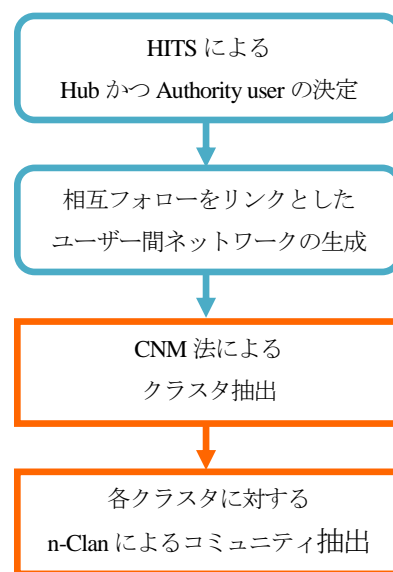 HITS による
Hub かつ Authority user の決定
相互フォローをリンクとした
ユーザー間ネットワークの生成
CNM 法による
クラスタ抽出
各クラスタに対する
n-Clan によるコミュニティ抽出